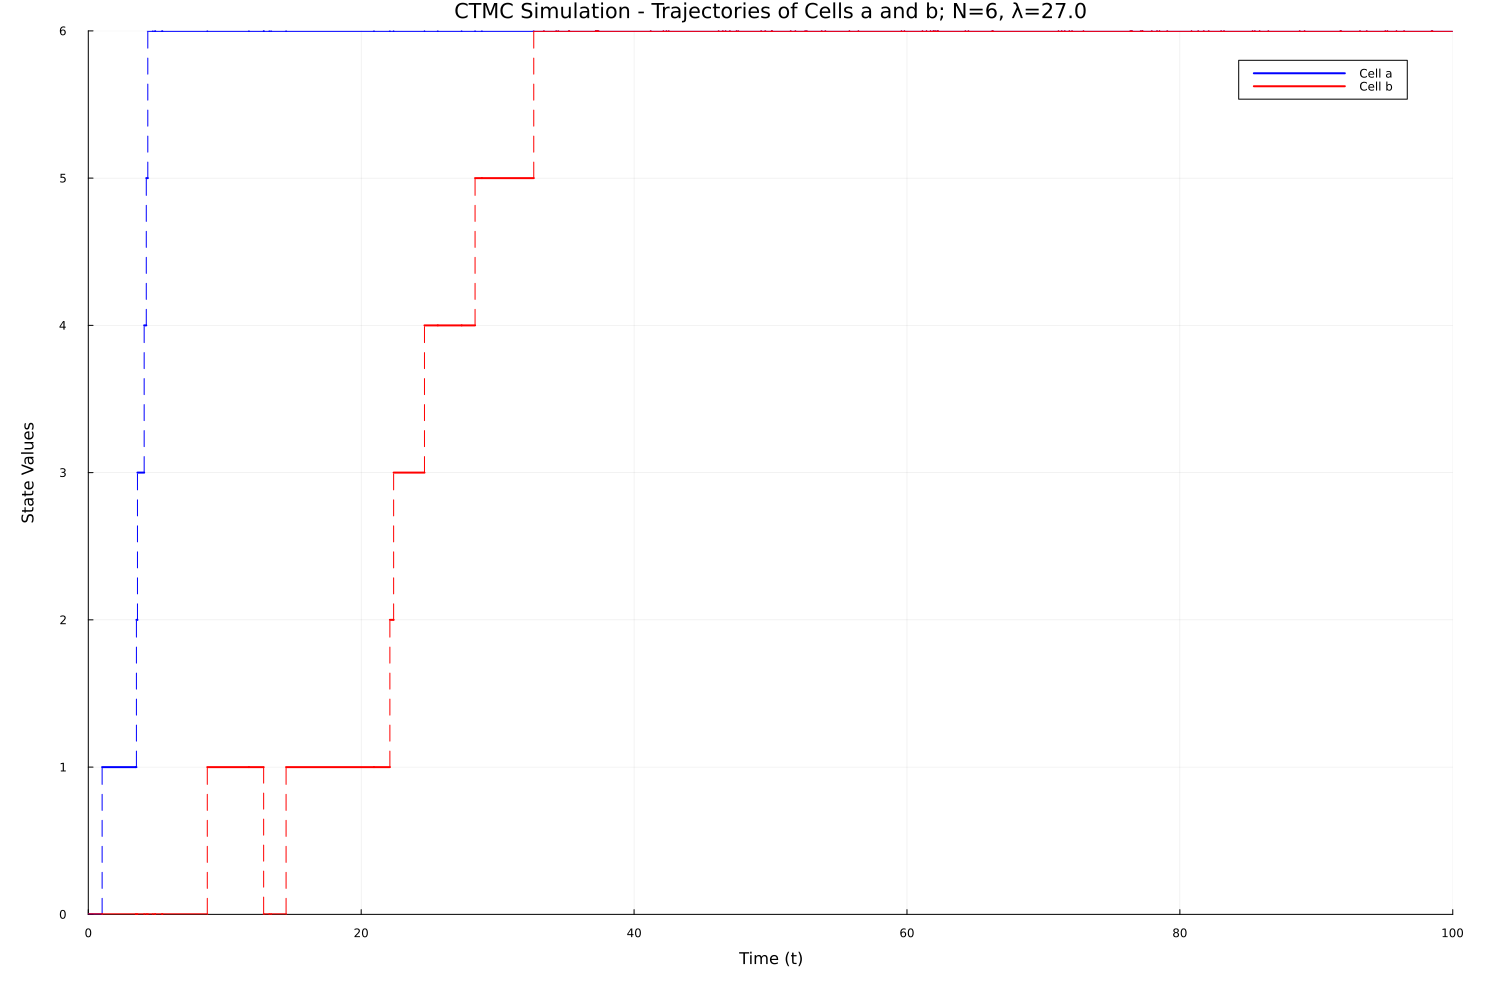 CTMC Simulation - Trajectories of Cells a and b; N=6, λ=27.0
6
Cell a
Cell b
5
4
State Values
3
2
1
0
0 20 40 60 80 100
Time (t)